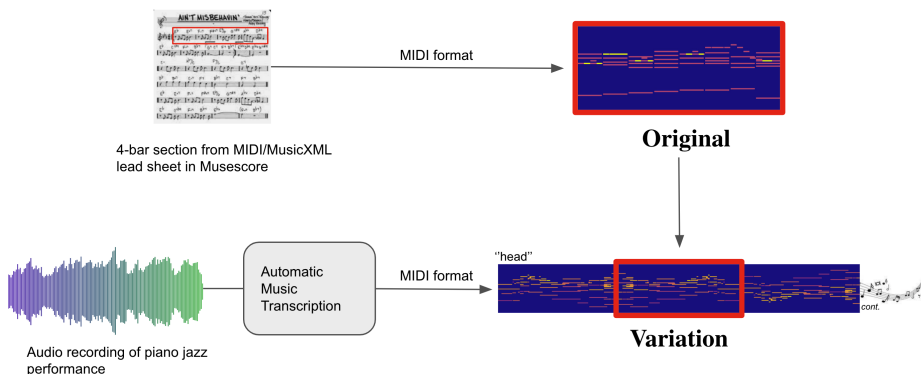 AIN'T MISBEHAVIN'
MIDI format
4-bar section from MIDI/MusicXML
lead sheet in Musescore
Original
"head"
Automatic
Music
Transcription
MIDI format
cont.
Variation
Audio recording of piano jazz
performance